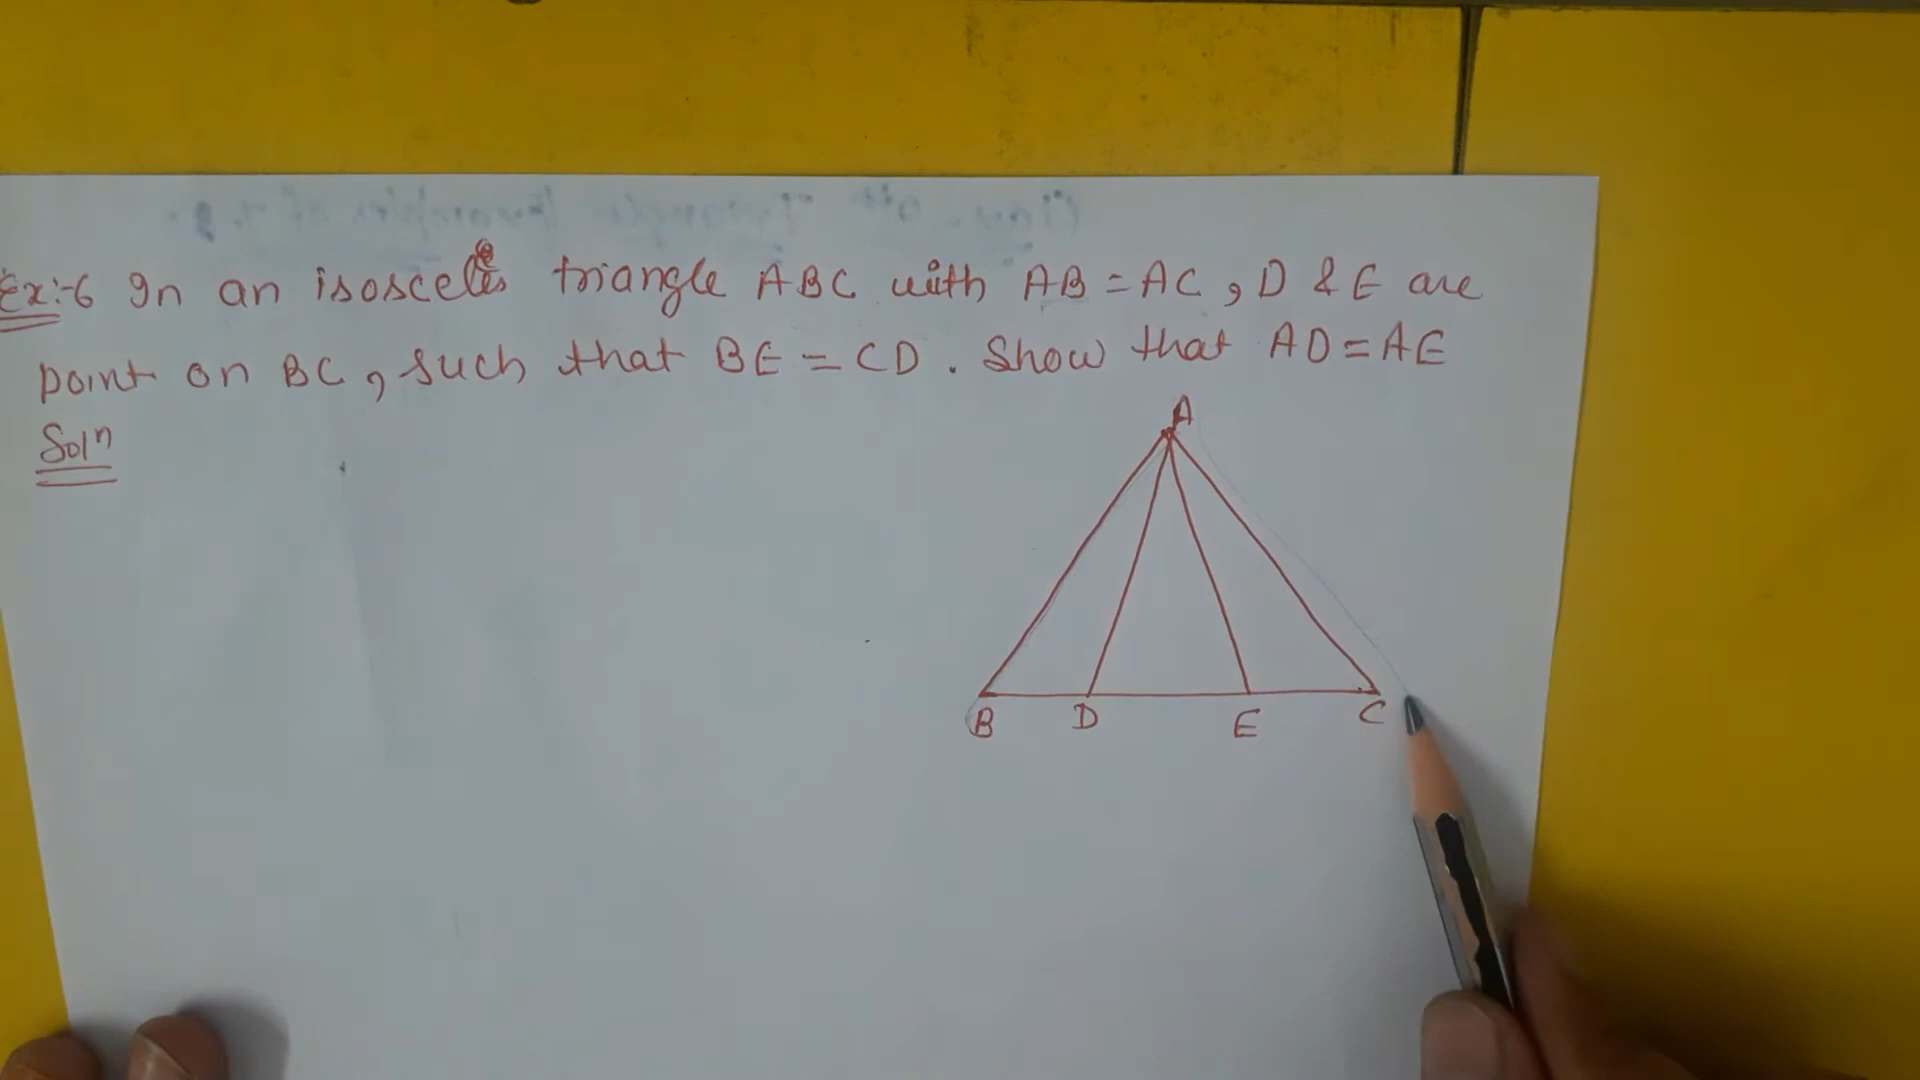 Ex:-6 In an isosceles triangle ABC with AB = AC, D & E are
point on BC, such that BE = CD. Show that AD = AE
Solⁿ
A
B D E C